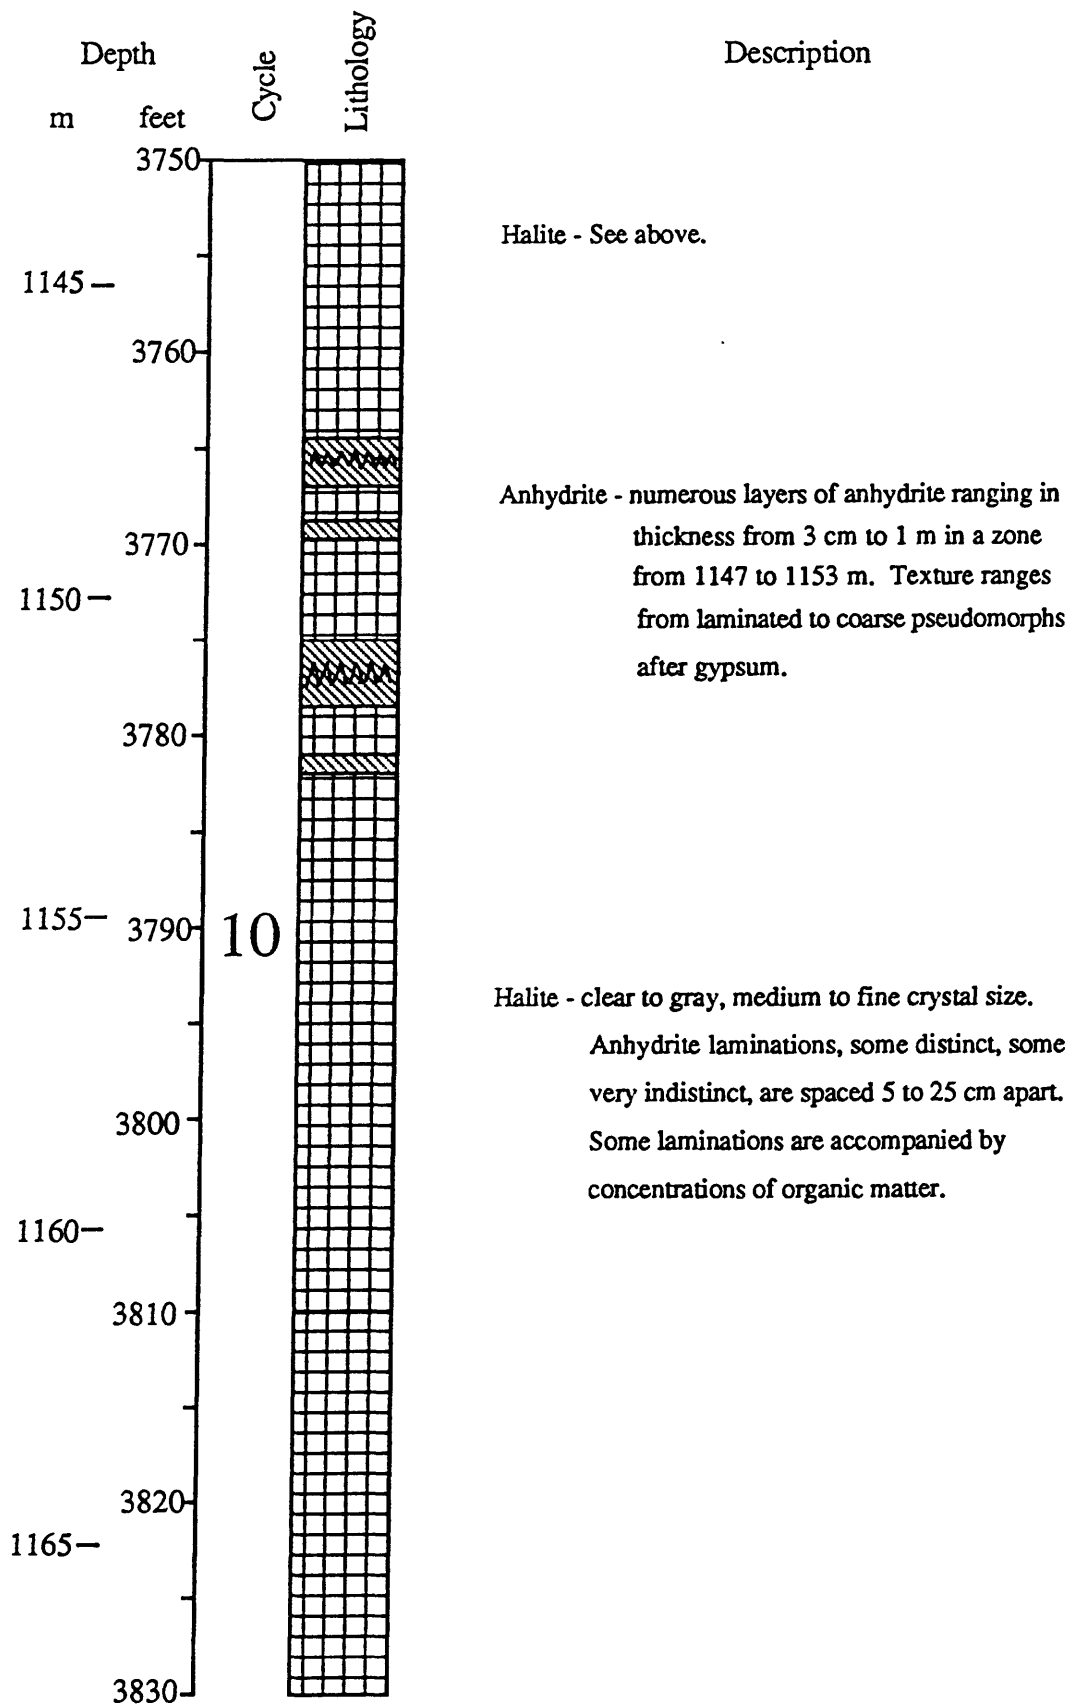 Depth
Cycle
Lithology
Description
m feet
3750
Halite - See above.
1145
3760
Anhydrite - numerous layers of anhydrite ranging in
thickness from 3 cm to 1 m in a zone
3770
from 1147 to 1153 m. Texture ranges
1150
from laminated to coarse pseudomorphs
after gypsum.
3780
1155
3790
10
Halite - clear to gray, medium to fine crystal size.
Anhydrite laminations, some distinct, some
very indistinct, are spaced 5 to 25 cm apart.
3800
Some laminations are accompanied by
concentrations of organic matter.
1160
3810
3820
1165
3830